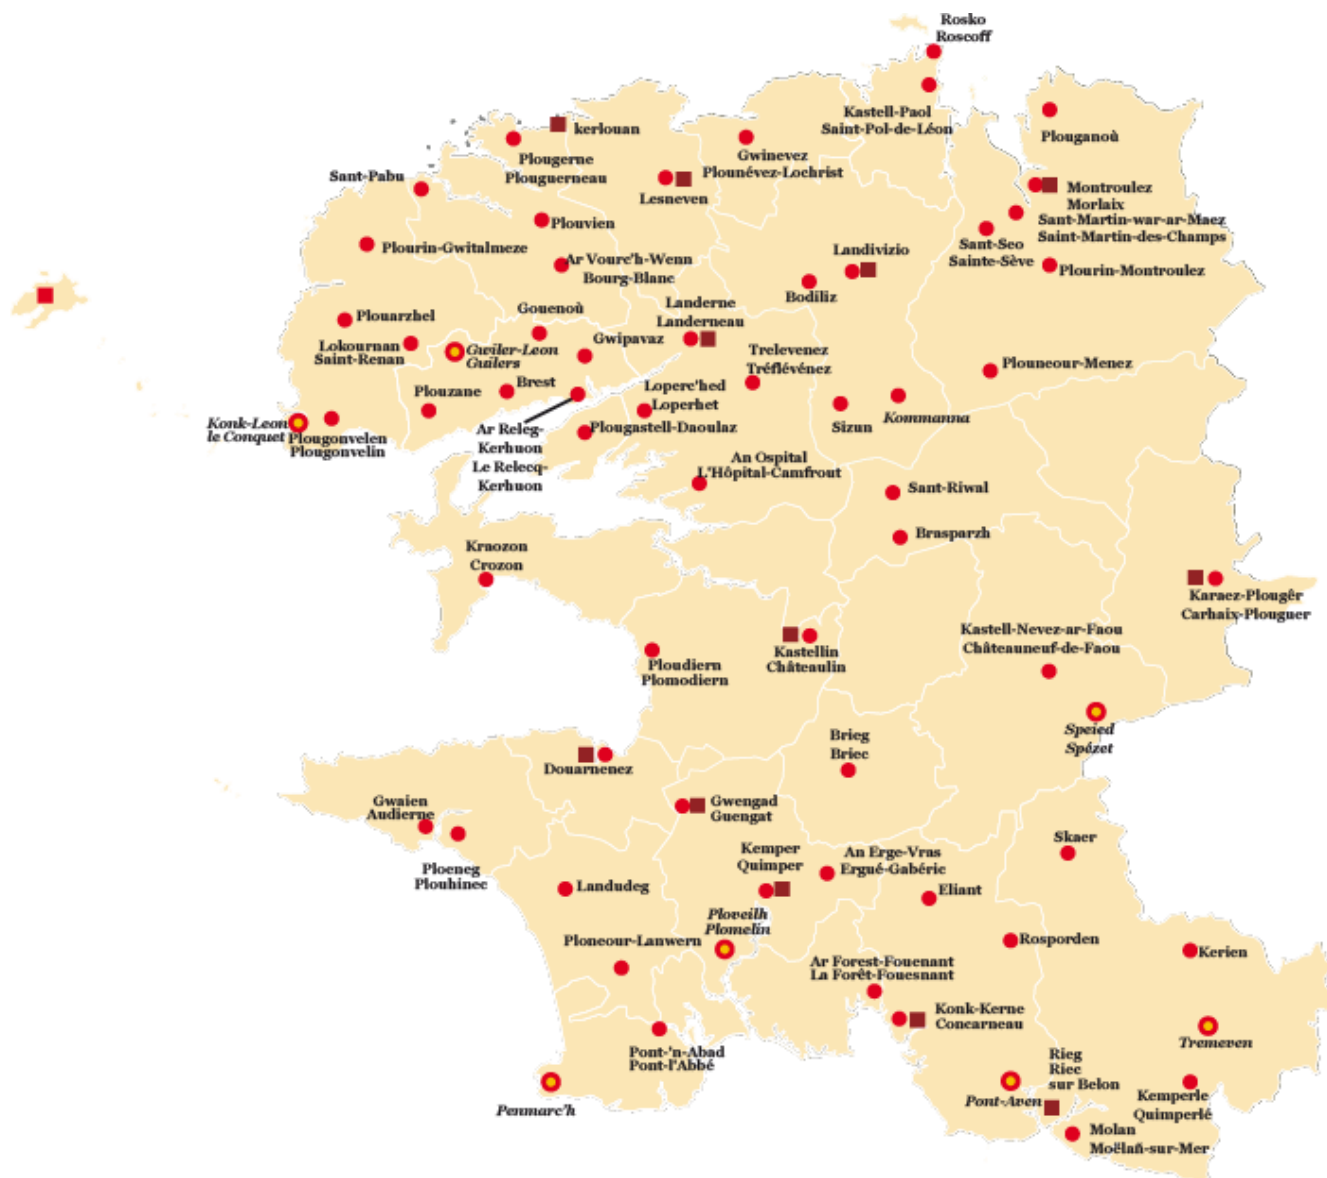 Rosko
Roscoff
Kastell-Paol
Saint-Pol-de-Léon
Plouganoù
kerlouan
Plougerne
Plouguerneau
Gwinevez
Plounévez-Lochrist
Sant-Pabu
Lesneven
Montroulez
Morlaix
Sant-Martin-war-ar-Maez
Saint-Martin-des-Champs
Plouvien
Plourin-Gwitalmeze
Sant-Seo
Sainte-Sève
Landivizio
Ar Vourc'h-Wenn
Bourg-Blanc
Plourin-Montroulez
Bodiliz
Gouenoù
Landerne
Landerneau
Plouarzhel
Lokournan
Saint-Renan
Gwiler-Leon
Guilers
Gwipavaz
Trelevenez
Tréflévénez
Plouneour-Menez
Plouzane
Brest
Loperc'hed
Loperhet
Kommanna
Sizun
Konk-Leon
le Conquet
Plougonvelen
Plougonvelin
Ar Releg-
Kerhuon
Le Relecq-
Kerhuon
Plougastell-Daoulaz
An Ospital
L'Hôpital-Camfrout
Sant-Riwal
Brasparzh
Kraozon
Crozon
Karaez-Plougêr
Carhaix-Plouguer
Kastell-Nevez-ar-Faou
Châteauneuf-de-Faou
Kastellin
Châteaulin
Ploudiern
Plomodiern
Speied
Spézet
Brieg
Briec
Douarnenez
Gwaien
Audierne
Gwengad
Guengat
Skaer
Ploeneg
Plouhinec
Kemper
Quimper
An Erge-Vras
Ergué-Gabéric
Landudeg
Eliant
Ploveilh
Plomelin
Ploneour-Lanwern
Rosporden
Kerien
Ar Forest-Fouenant
La Forêt-Fouesnant
Konk-Kerne
Concarneau
Tremeven
Pont-'n-Abad
Pont-l'Abbé
Rieg
Riec
sur Belon
Penmarc'h
Pont-Aven
Kemperle
Quimperlé
Molan
Moëlañ-sur-Mer